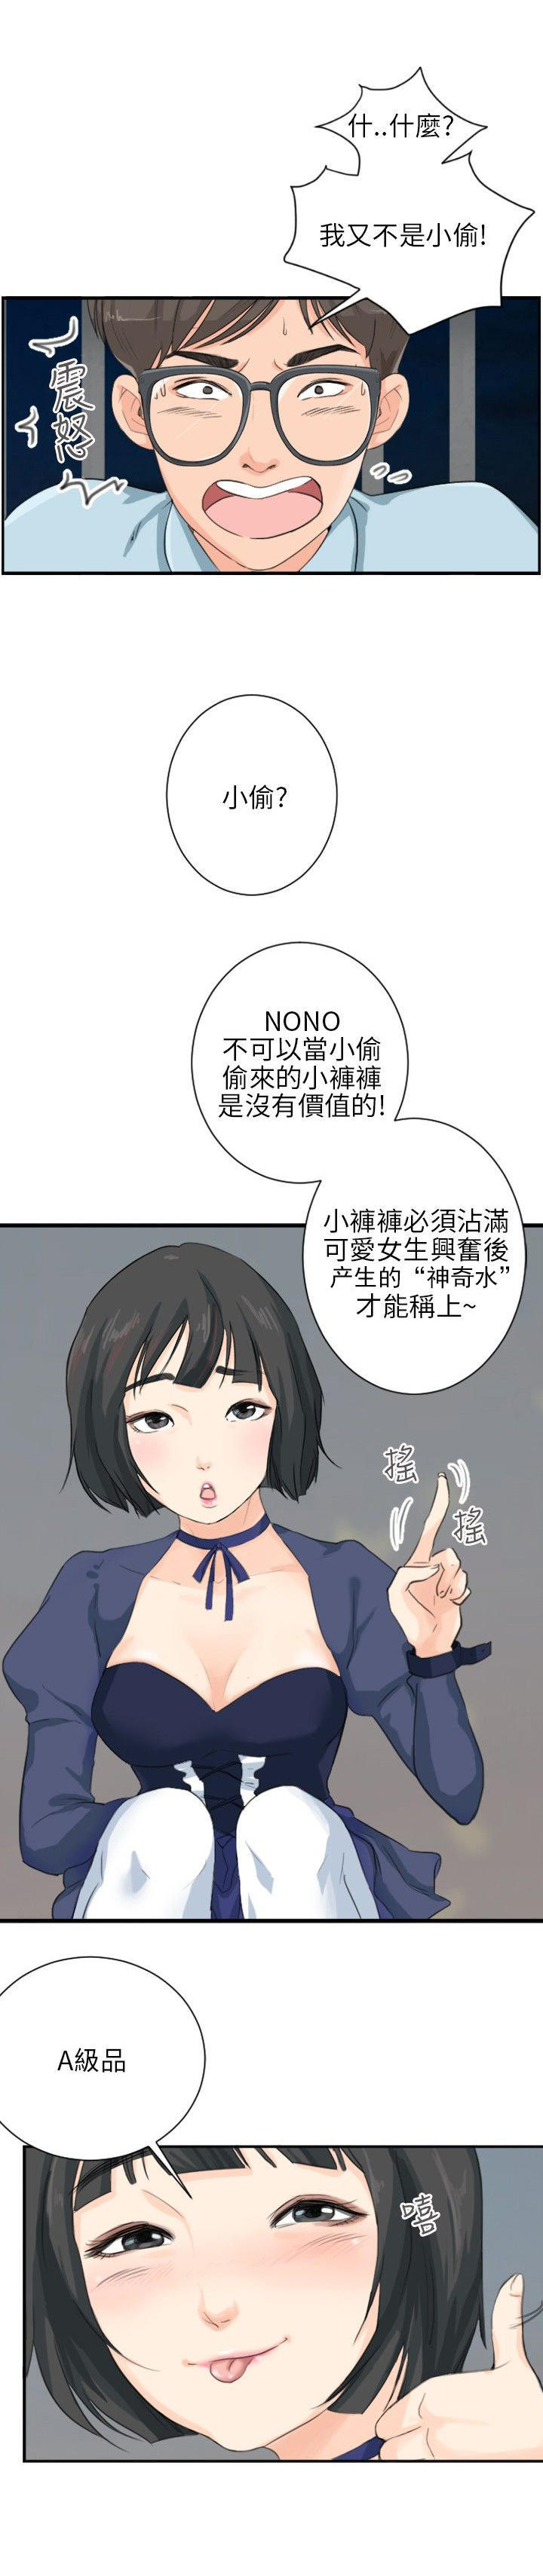 什..什麼?
我又不是小偷!
震怒
小偷?
NONO
不可以當小偷
偷來的小褲褲
是沒有價值的!
小褲褲必須沾滿
可愛女生興奮後
产生的“神奇水”
才能稱上~
搖
搖
A級品
嘻